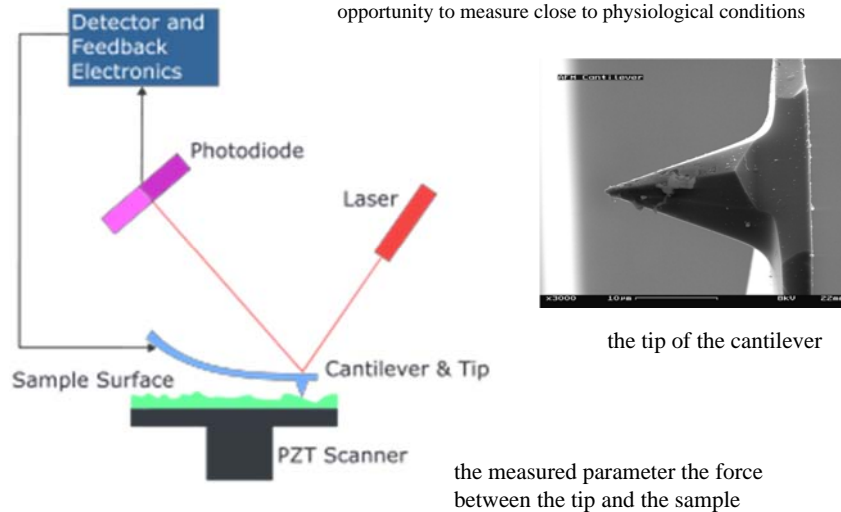 opportunity to measure close to physiological conditions
Detector and
Feedback
Electronics
Photodiode
Laser
AFM Cantilever
x3000 10µm 8kV 22mm
the tip of the cantilever
Cantilever & Tip
Sample Surface
PZT Scanner
the measured parameter the force
between the tip and the sample